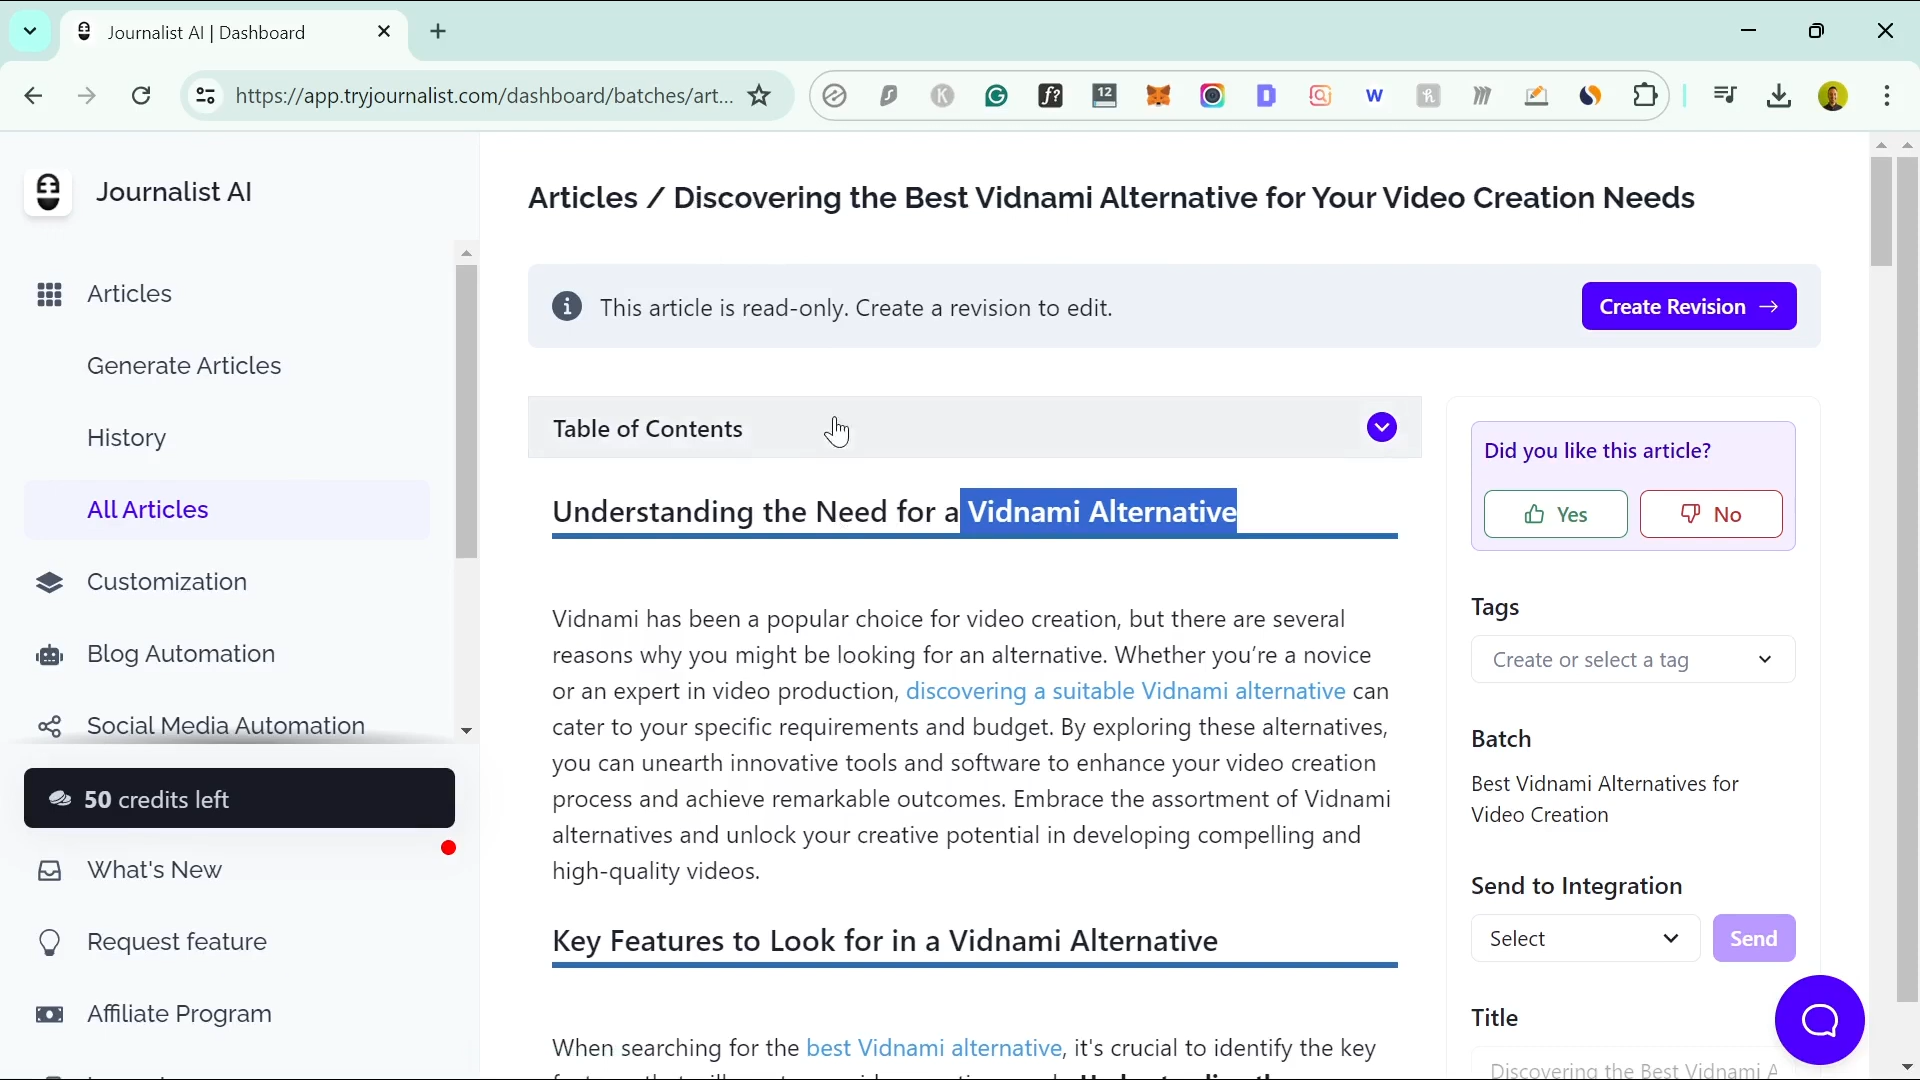 Journalist AI | Dashboard
https://app.tryjournalist.com/dashboard/batches/art...
12
Journalist AI
Articles
Generate Articles
History
All Articles
Customization
Blog Automation
Social Media Automation
50 credits left
What's New
Request feature
Affiliate Program
Articles / Discovering the Best Vidnami Alternative for Your Video Creation Needs
This article is read-only. Create a revision to edit.
Create Revision →
Table of Contents
Understanding the Need for a Vidnami Alternative
Vidnami has been a popular choice for video creation, but there are several
reasons why you might be looking for an alternative. Whether you're a novice
or an expert in video production, discovering a suitable Vidnami alternative can
cater to your specific requirements and budget. By exploring these alternatives,
you can unearth innovative tools and software to enhance your video creation
process and achieve remarkable outcomes. Embrace the assortment of Vidnami
alternatives and unlock your creative potential in developing compelling and
high-quality videos.
Key Features to Look for in a Vidnami Alternative
When searching for the best Vidnami alternative, it's crucial to identify the key
Did you like this article?
Yes
No
Tags
Create or select a tag
Batch
Best Vidnami Alternatives for
Video Creation
Send to Integration
Select
Send
Title
Discovering the Best Vidnami A